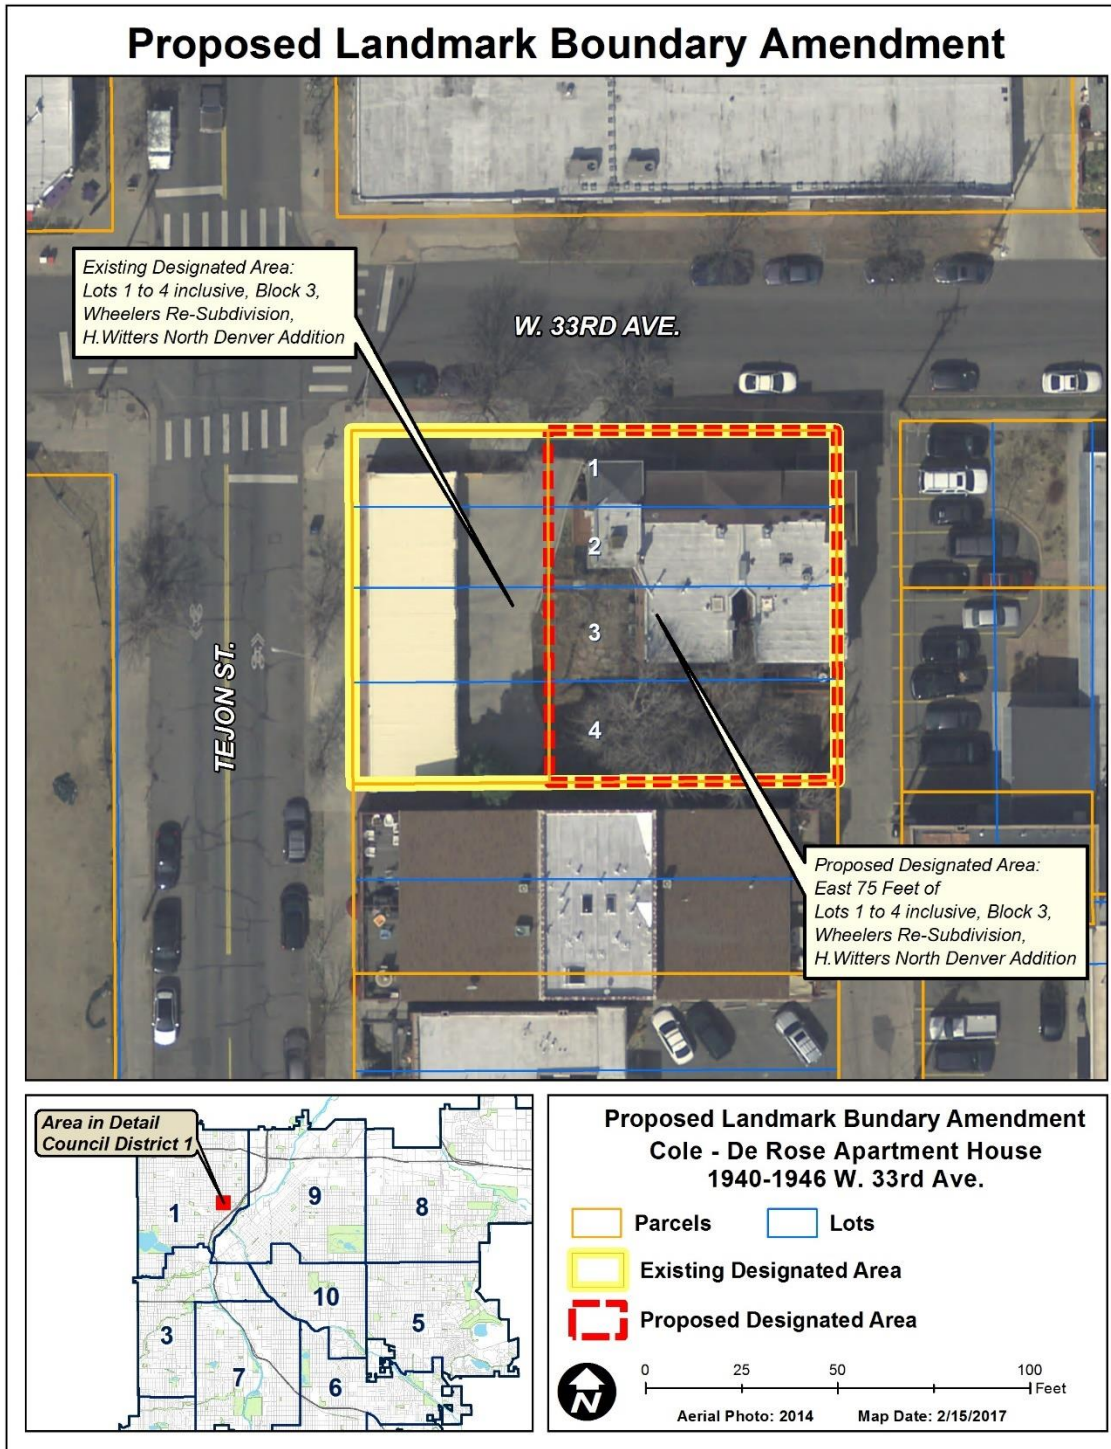 Proposed Landmark Boundary Amendment
Existing Designated Area:
Lots 1 to 4 inclusive, Block 3,
Wheelers Re-Subdivision,
H.Witters North Denver Addition
W. 33RD AVE.
1
2
3
4
TEJON ST.
Proposed Designated Area:
East 75 Feet of
Lots 1 to 4 inclusive, Block 3,
Wheelers Re-Subdivision,
H.Witters North Denver Addition
Area in Detail
Council District 1
1
9
8
10
5
3
7
6
Proposed Landmark Bundary Amendment
Cole - De Rose Apartment House
1940-1946 W. 33rd Ave.
Parcels
Lots
Existing Designated Area
Proposed Designated Area
N
0 25 50 100
Feet
Aerial Photo: 2014 Map Date: 2/15/2017